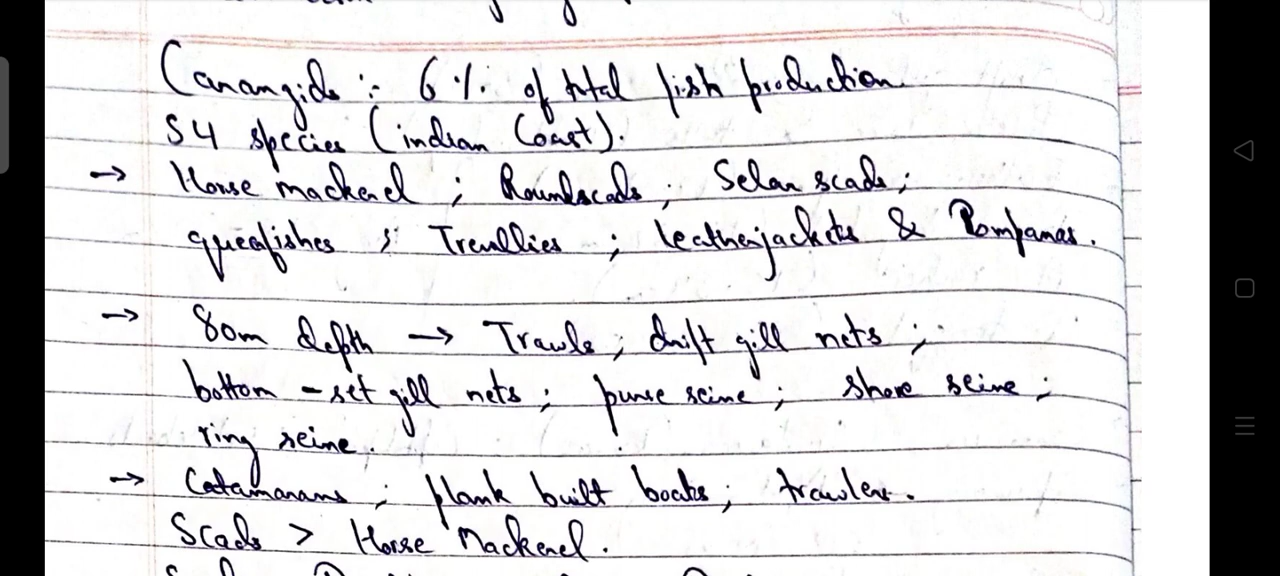 Carangids :- 6 %. of total fish production.
54 species (indian Coast).
→ Horse mackerel ; Roundscads ; Selar scads ;
queenfishes ; Trevallies ; leatherjackets & Pompanos.
→ 80m depth → Trawls ; drift gill nets ;
bottom - set gill nets ; purse seine ; shore seine ;
ring seine.
→ Catamarans ; plank built boats ; trawlers.
Scads > Horse Mackerel.